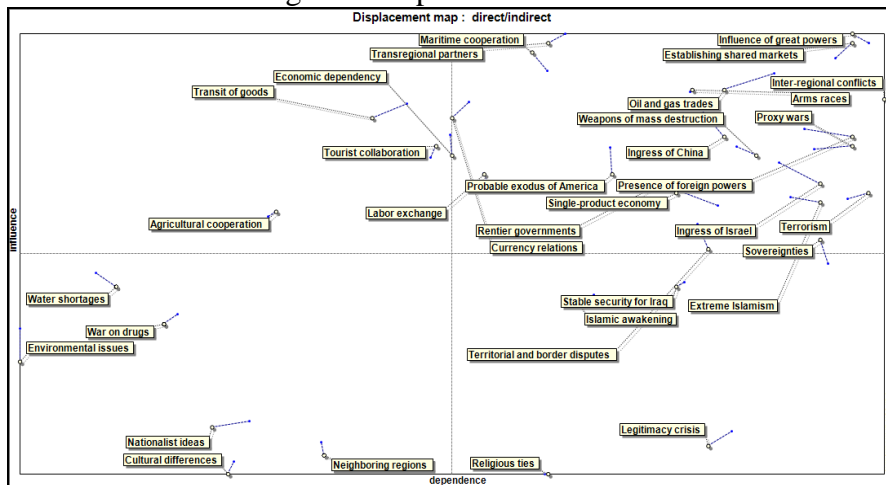 Displacement map : direct/indirect
Maritime cooperation
Influence of great powers
Transregional partners
Establishing shared markets
Economic dependency
Inter-regional conflicts
Transit of goods
Oil and gas trades
Arms races
Weapons of mass destruction
Proxy wars
Tourist collaboration
Ingress of China
Probable exodus of America
Presence of foreign powers
Single-product economy
Labor exchange
Agricultural cooperation
Rentier governments
Ingress of Israel
Terrorism
Currency relations
Sovereignties
influence
Water shortages
Stable security for Iraq
Extreme Islamism
Islamic awakening
War on drugs
Environmental issues
Territorial and border disputes
Legitimacy crisis
Nationalist ideas
Cultural differences
Neighboring regions
Religious ties
dependence